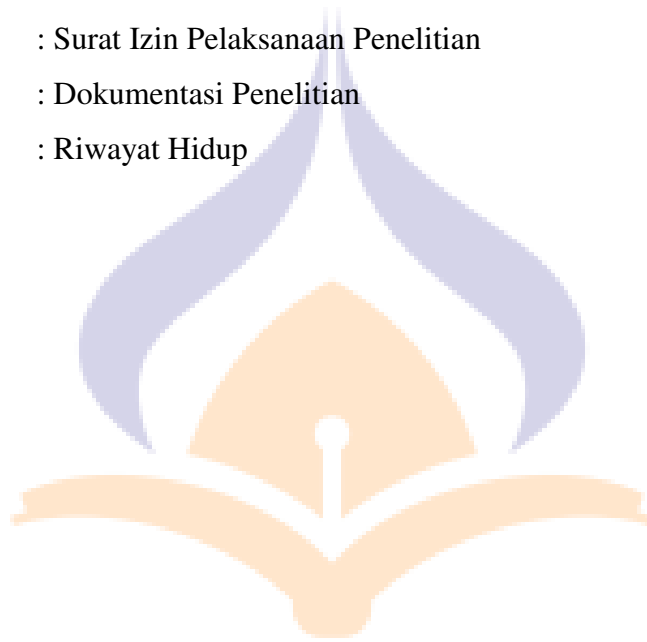 : Surat Izin Pelaksanaan Penelitian
: Dokumentasi Penelitian
: Riwayat Hidup